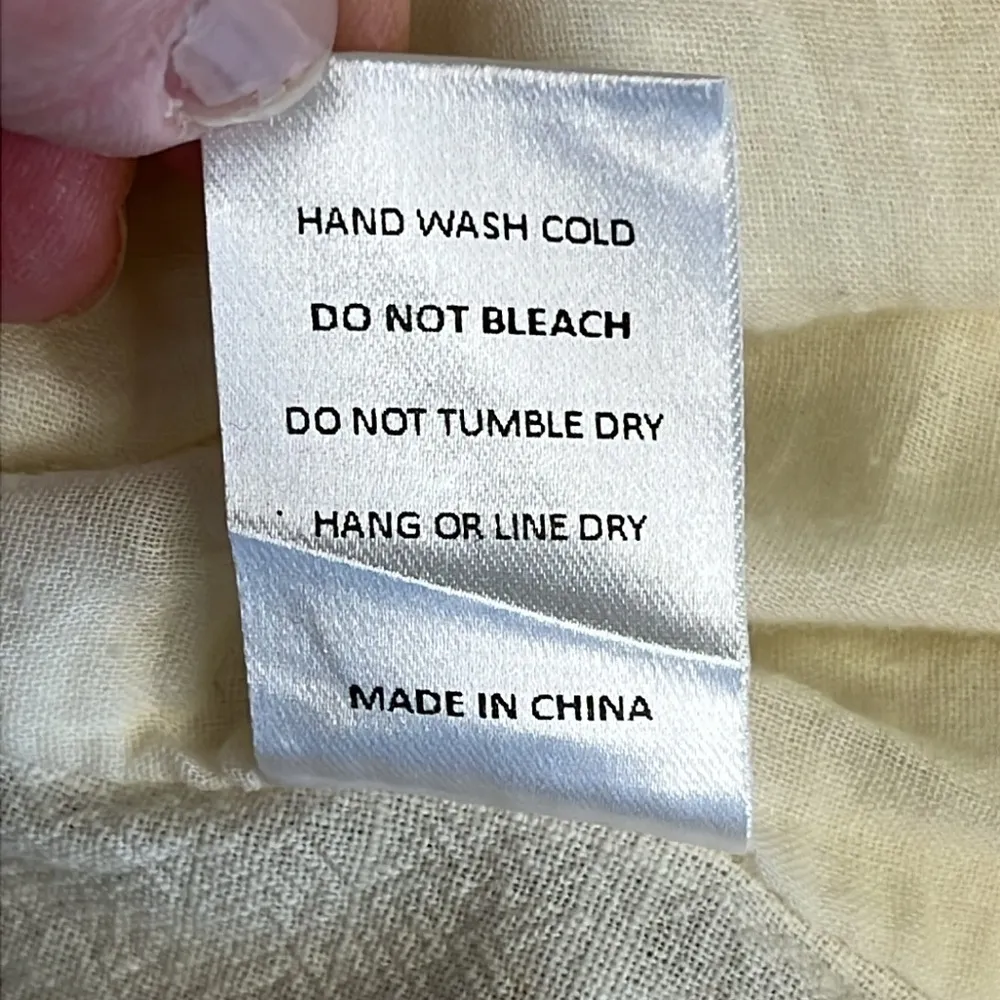 HAND WASH COLD
DO NOT BLEACH
DO NOT TUMBLE DRY
HANG OR LINE DRY
MADE IN CHINA